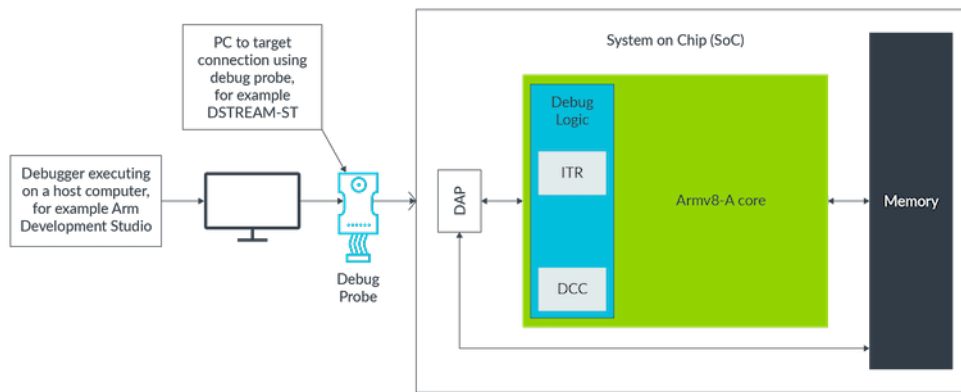 PC to target
connection using
debug probe,
for example
DSTREAM-ST
System on Chip (SoC)
Debugger executing
on a host computer,
for example Arm
Development Studio
Debug
Probe
DAP
Debug
Logic
ITR
DCC
Armv8-A core
Memory